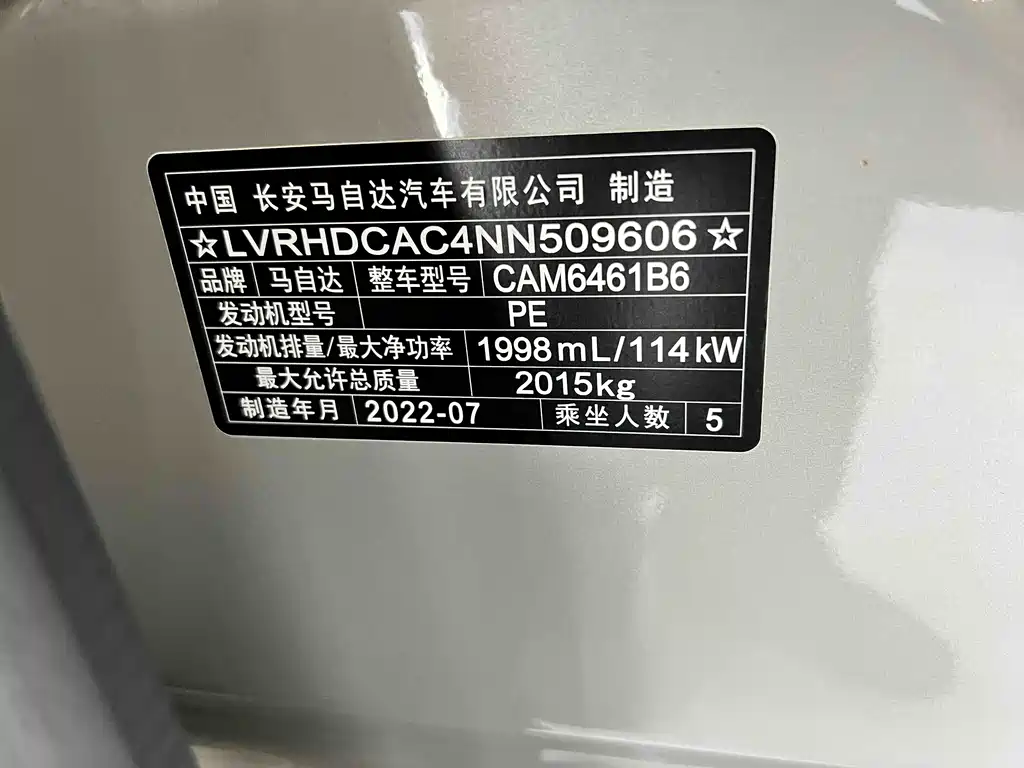 中国 长安马自达汽车有限公司 制造
☆LVRHDCAC4NN509606☆
品牌 马自达 整车型号 CAM6461B6
发动机型号 PE
发动机排量/最大净功率 1998mL/114kW
最大允许总质量 2015kg
制造年月 2022-07 乘坐人数 5